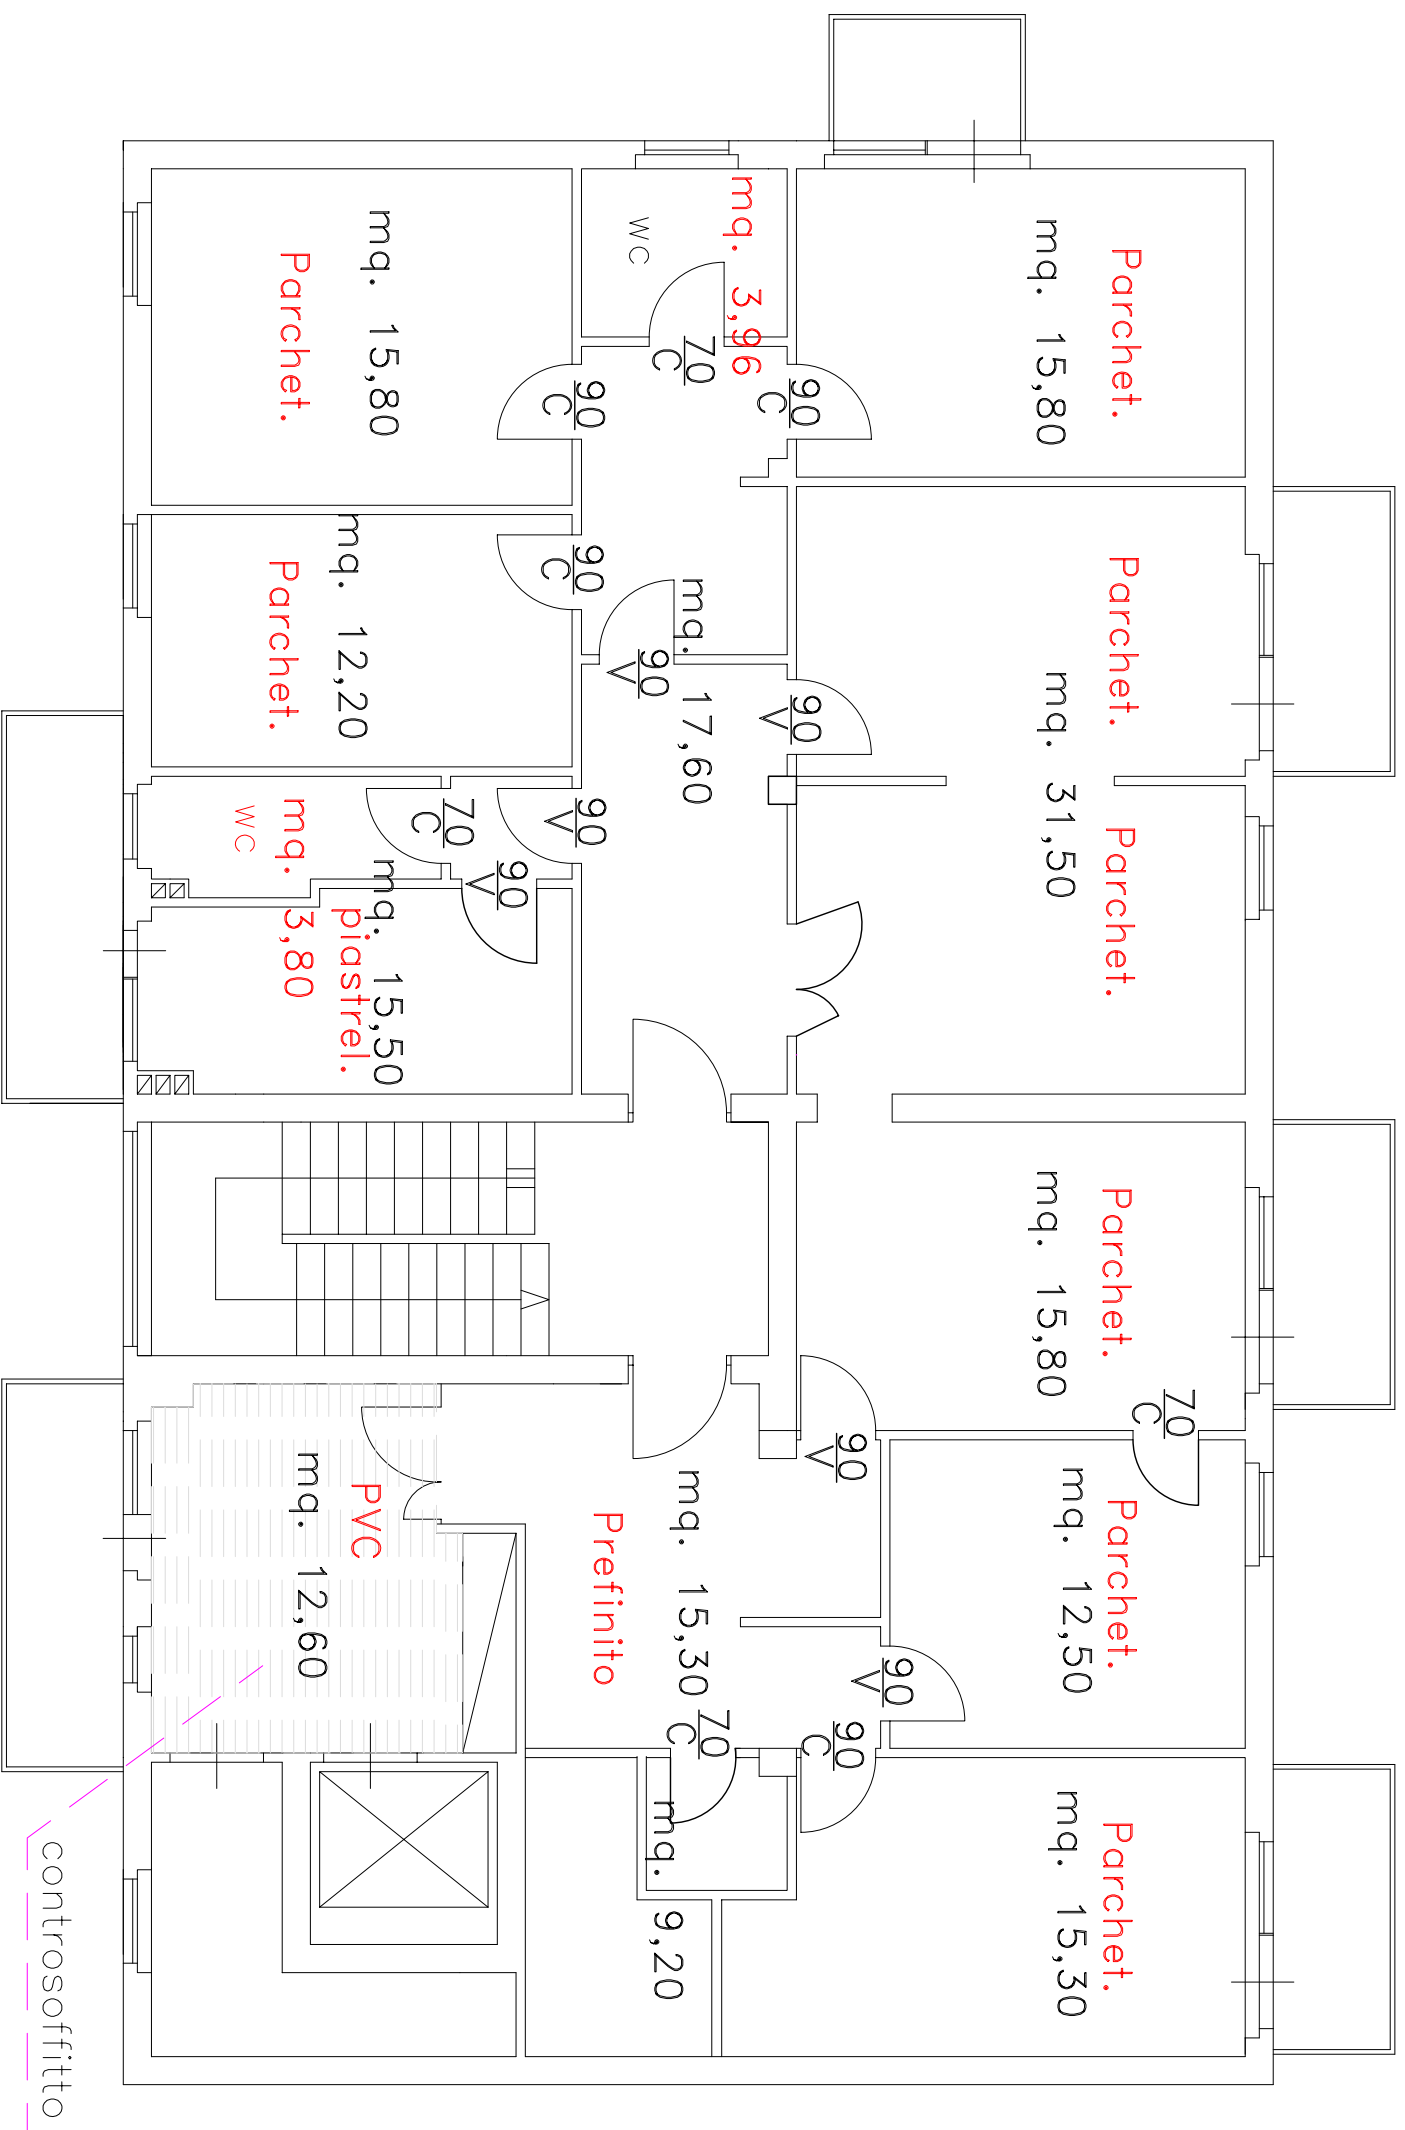 Parchet.
mq. 15,80
mq. 3,96
WC
70
C
90
C
mq. 15,80
Parchet.
90
C
Parchet.
Parchet.
mq. 31,50
90
V
mq. 17,60
90
V
90
C
mq. 12,20
Parchet.
90
V
70
C
90
V
mq. 3,80
WC
mq. 15,50
piastrel.
Parchet.
mq. 15,80
70
C
90
V
Parchet.
mq. 12,50
90
V
90
C
mq. 15,30
Prefinito
70
C
PVC
mq. 12,60
Parchet.
mq. 15,30
mq. 9,20
controsoffitto